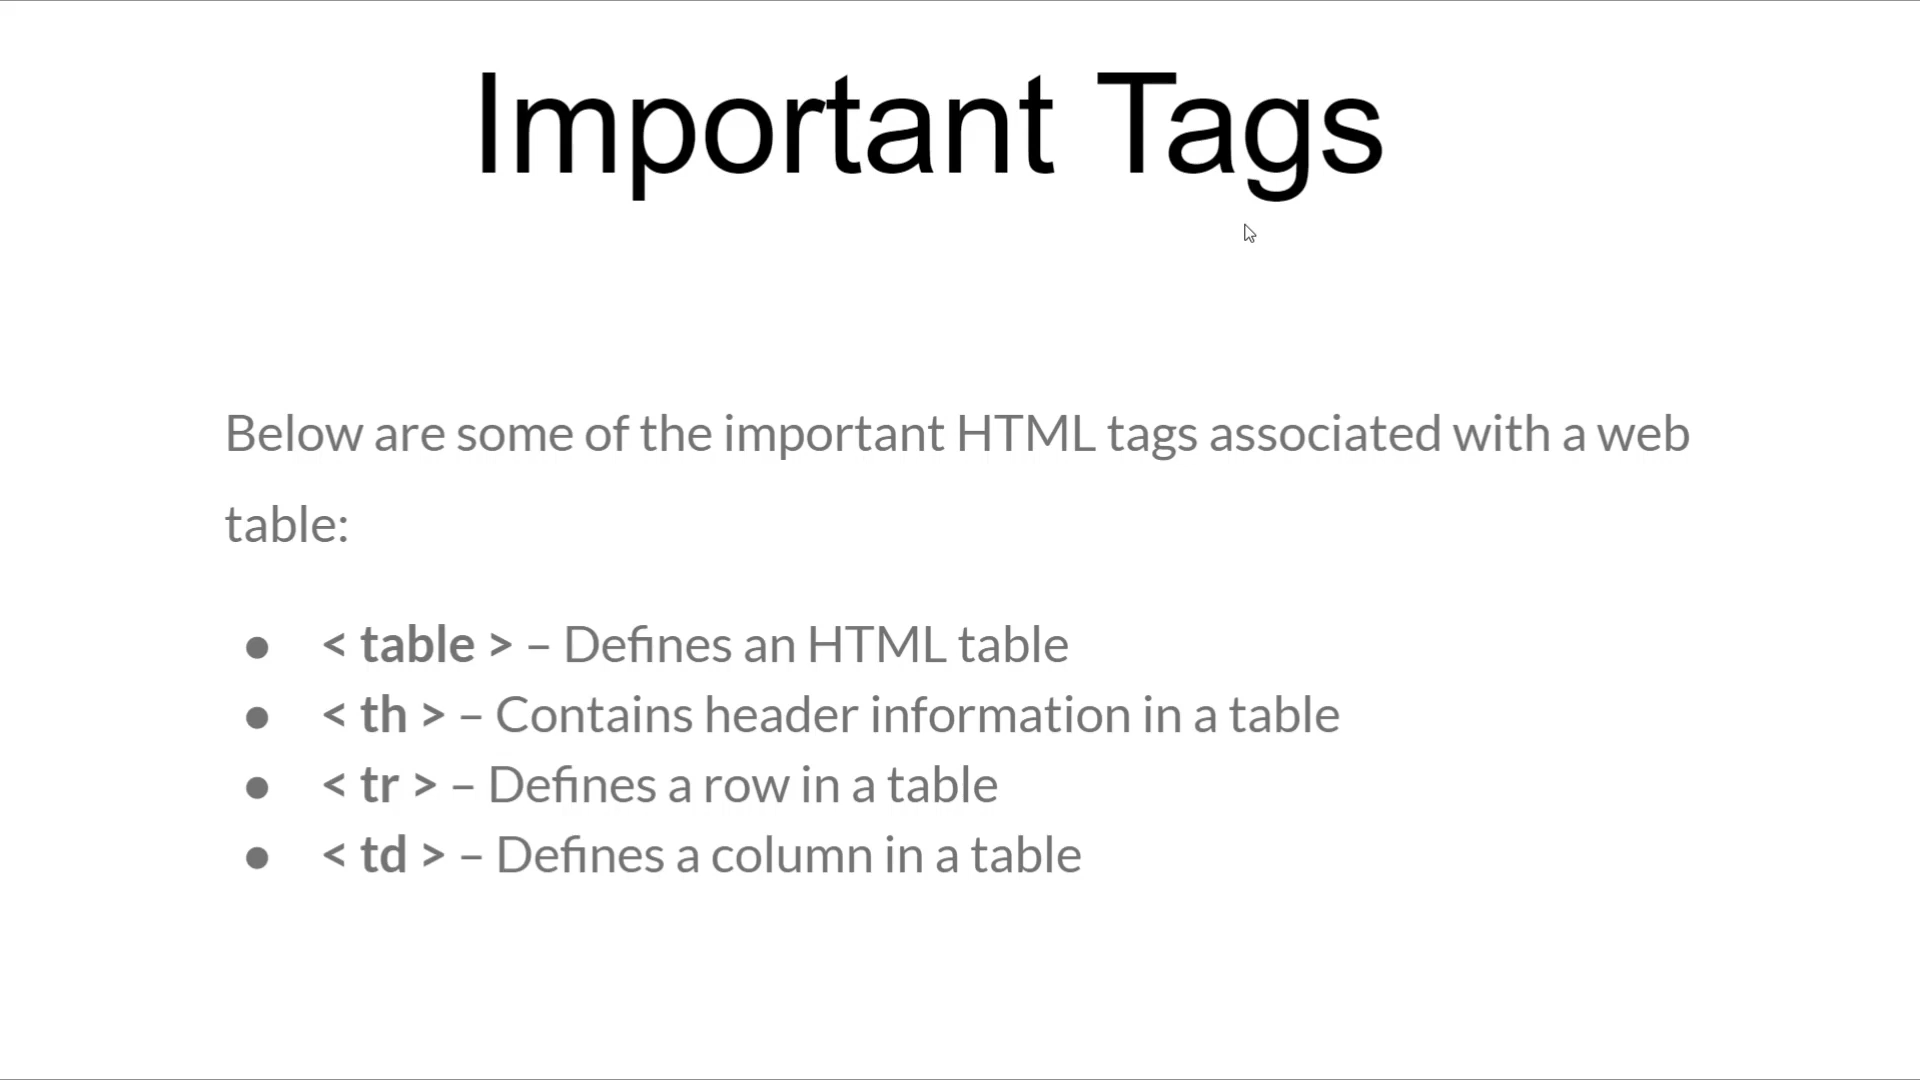 Important Tags
Below are some of the important HTML tags associated with a web
table:
● < table > – Defines an HTML table
● < th > – Contains header information in a table
● < tr > – Defines a row in a table
● < td > – Defines a column in a table